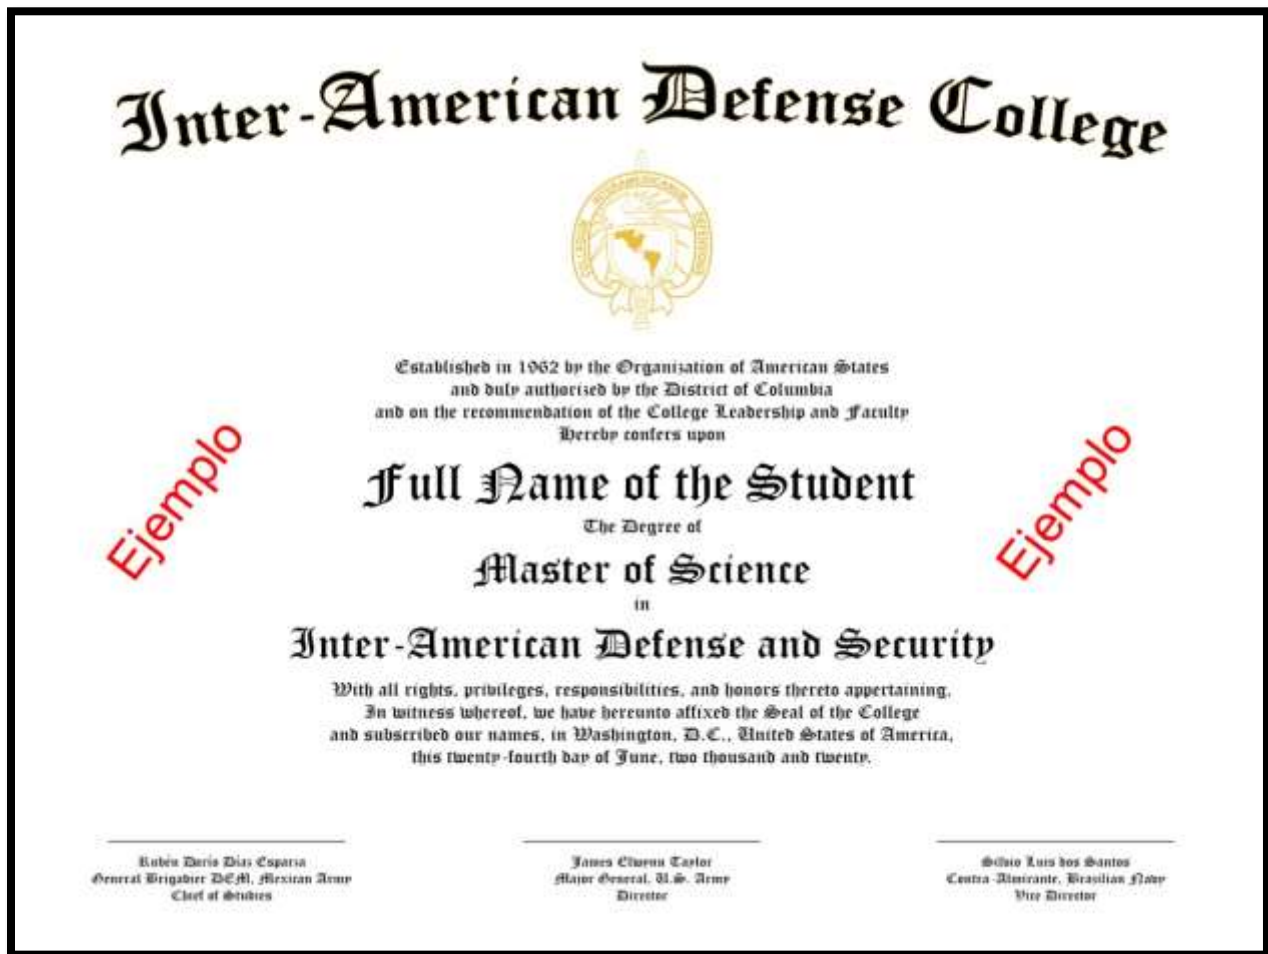 Inter-American Defense College
COLLEGIUM INTERAMERICANUM DEFENSIONIS
Established in 1962 by the Organization of American States
and duly authorized by the District of Columbia
and on the recommendation of the College Leadership and Faculty
Hereby confers upon
Full Name of the Student
The Degree of
Master of Science
in
Inter-American Defense and Security
With all rights, privileges, responsibilities, and honors thereto appertaining.
In witness whereof, we have hereunto affixed the Seal of the College
and subscribed our names, in Washington, D.C., United States of America,
this twenty-fourth day of June, two thousand and twenty.
Ejemplo
Ejemplo
Rubén Darío Díaz Esparza
General Brigadier DEM, Mexican Army
Chief of Studies
James Elwynn Taylor
Major General, U.S. Army
Director
Silvio Luis dos Santos
Contra-Almirante, Brasilian Navy
Vice Director